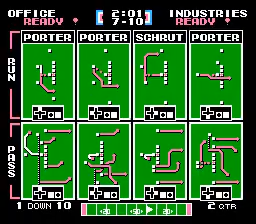 OFFICE 2:01 INDUSTRIES
READY ! 7-10 READY !
PORTER PORTER SCHRUT PORTER
RUN
PASS
1 DOWN 10 2 QTR
<20 <50> 20>